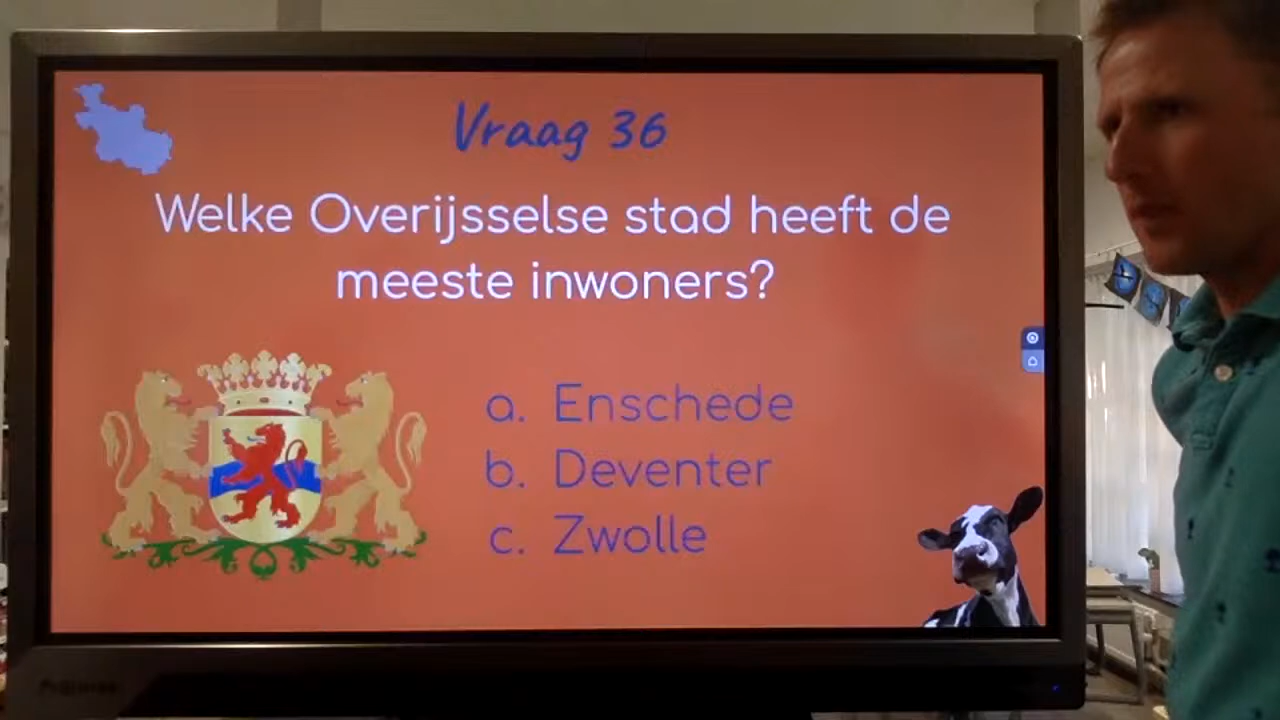 Vraag 36
Welke Overijsselse stad heeft de
meeste inwoners?
a. Enschede
b. Deventer
c. Zwolle